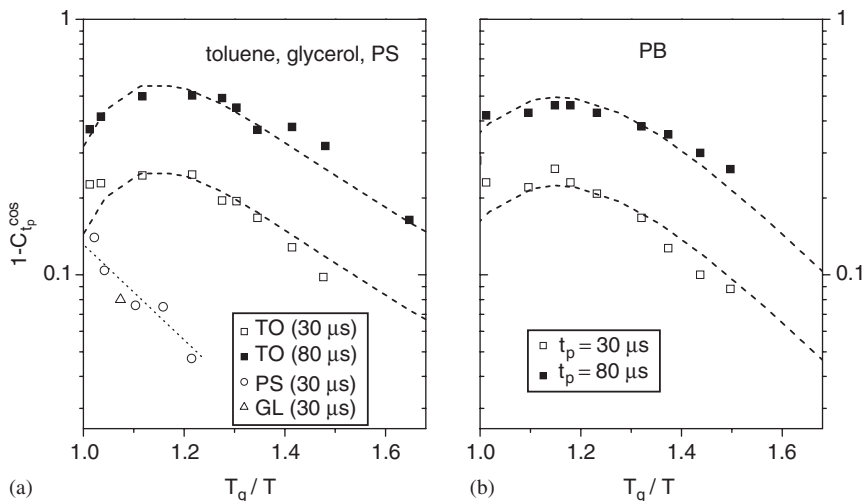 1
toluene, glycerol, PS
PB
1-C_{t_p}^{cos}
0.1
0.1
□ TO (30 µs)
■ TO (80 µs)
○ PS (30 µs)
△ GL (30 µs)
□ t_p = 30 µs
■ t_p = 80 µs
1.0 1.2 1.4 1.6
1.0 1.2 1.4 1.6
(a) T_g / T
(b) T_g / T
1